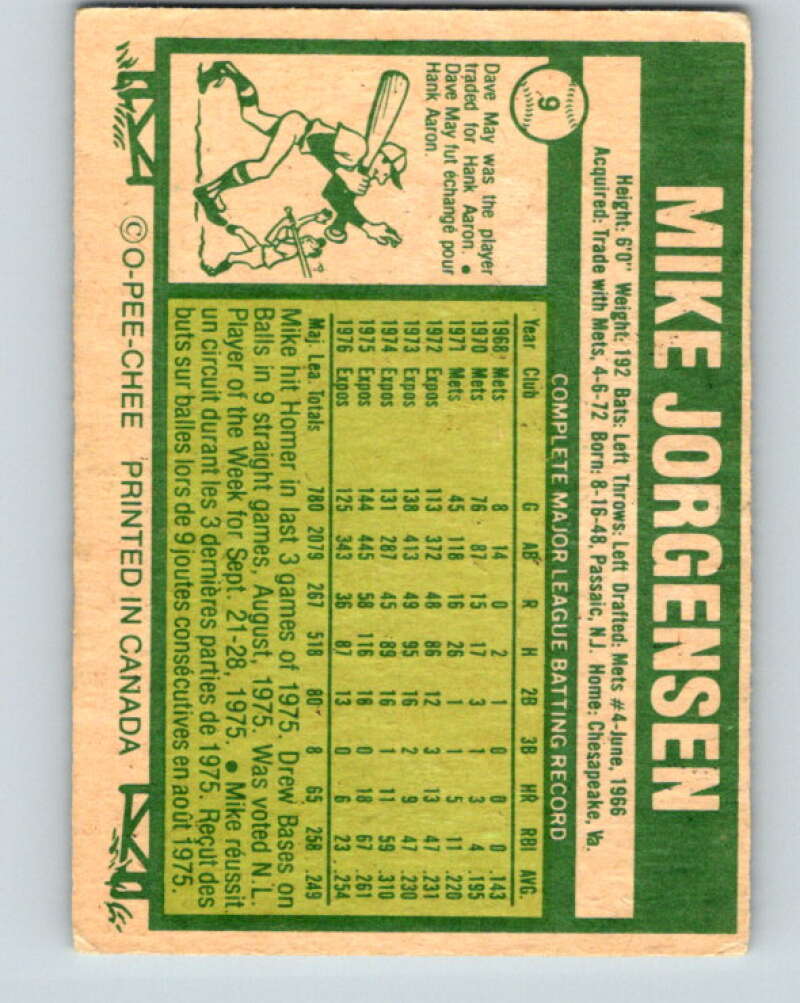 9
MIKE JORGENSEN
Height: 6'0" Weight: 192 Bats: Left Throws: Left Drafted: Mets #4-June, 1966
Acquired: Trade with Mets, 4-6-72 Born: 8-16-48, Passaic, N.J. Home: Chesapeake, Va.
COMPLETE MAJOR LEAGUE BATTING RECORD
Year Club G AB R H 2B 3B HR RBI AVG.
1968 Mets 8 14 0 2 1 0 0 0 .143
1970 Mets 76 87 15 17 3 1 3 4 .195
1971 Mets 45 118 16 26 1 1 5 11 .220
1972 Expos 113 372 48 86 12 3 13 47 .231
1973 Expos 138 413 49 95 16 2 9 47 .230
1974 Expos 131 287 45 89 16 1 11 59 .310
1975 Expos 144 445 58 116 18 0 18 67 .261
1976 Expos 125 343 36 87 13 0 6 23 .254
Maj. Lea. Totals 780 2079 267 518 80 8 65 258 .249
Mike hit Homer in last 3 games of 1975. Drew Bases on
Balls in 9 straight games, August, 1975. Was voted N.L.
Player of the Week for Sept. 21-28, 1975. • Mike réussit
un circuit durant les 3 dernières parties de 1975. Reçut des
buts sur balles lors de 9 joutes consécutives en août 1975.
Dave May was the player
traded for Hank Aaron. •
Dave May fut échangé pour
Hank Aaron.
©O-PEE-CHEE PRINTED IN CANADA